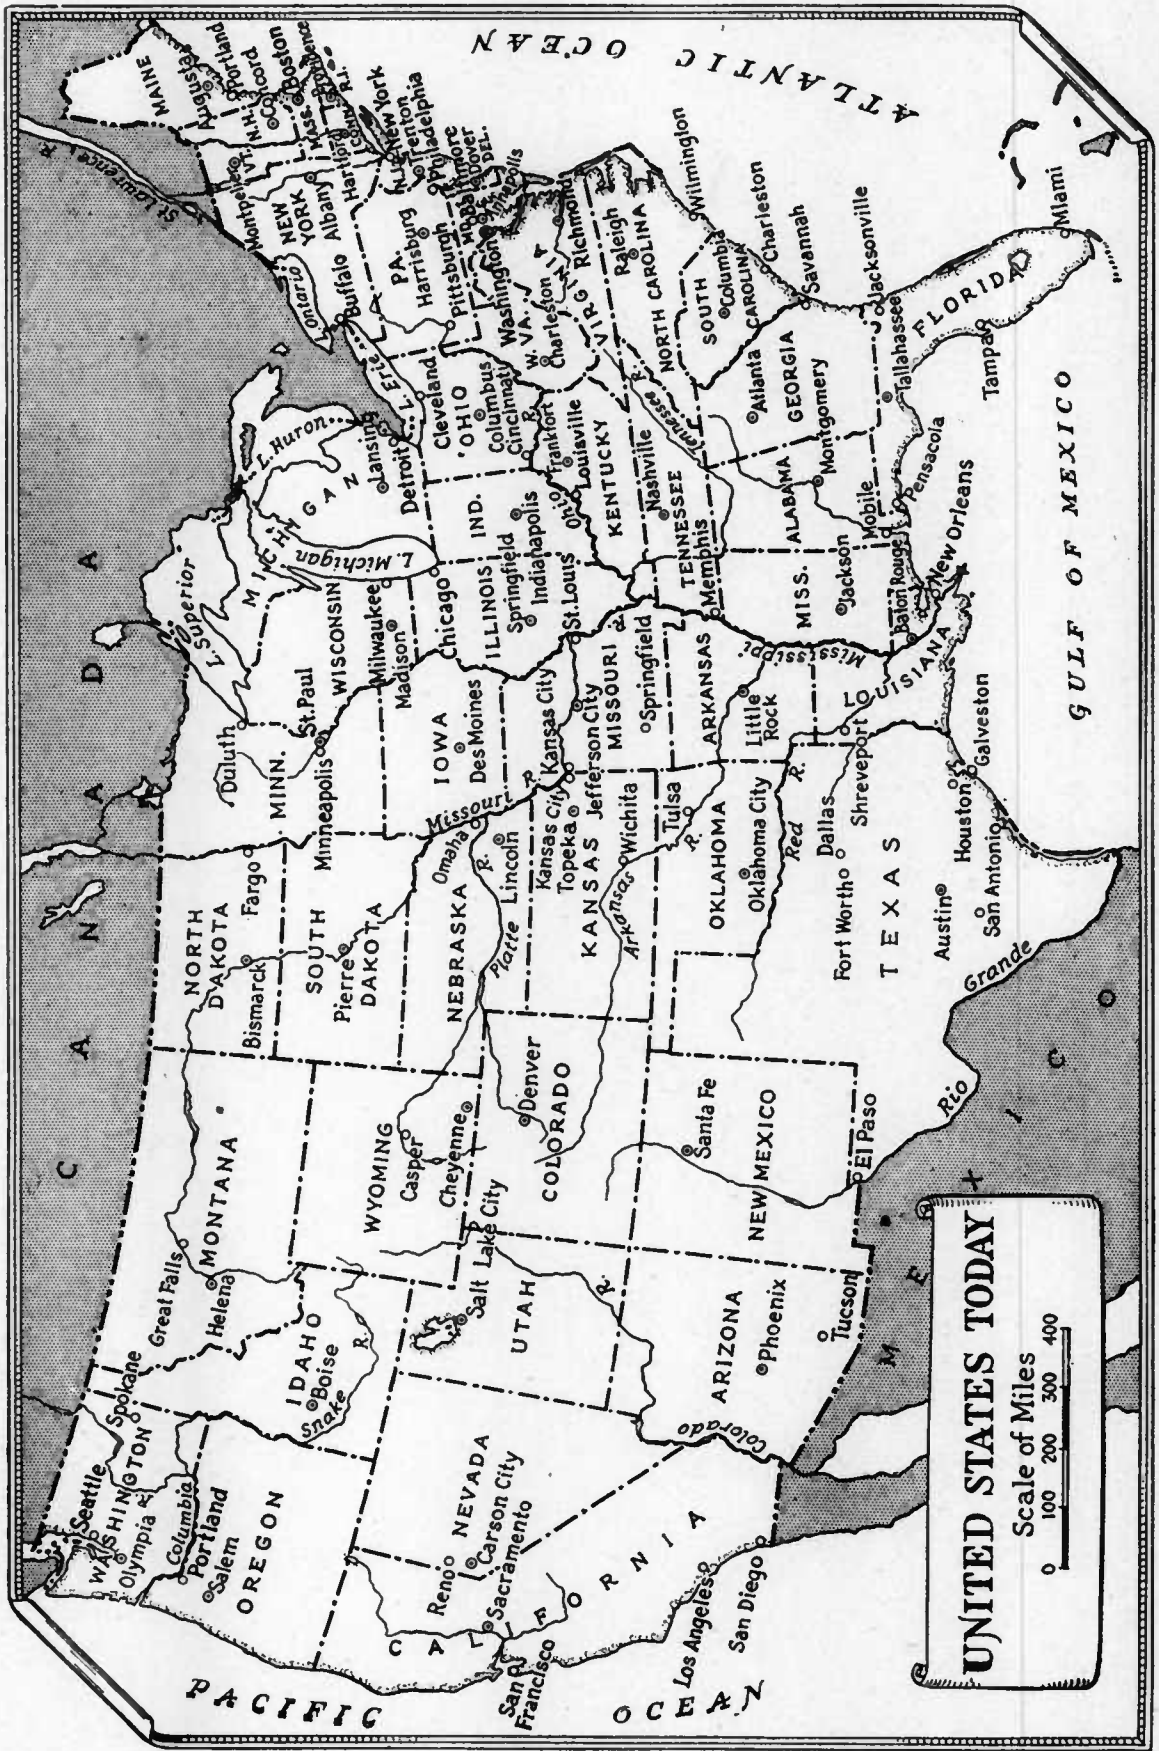 UNITED STATES TODAY
Scale of Miles
0 100 200 300 400
CANADA
MEXICO
PACIFIC
OCEAN
ATLANTIC OCEAN
GULF OF MEXICO
WASHINGTON
Seattle
Spokane
Olympia
Columbia
Portland
Salem
OREGON
CALIFORNIA
Sacramento
San
Francisco
Los Angeles
San Diego
NEVADA
Reno
Carson City
IDAHO
Boise
Snake
R.
MONTANA
Great Falls
Helena
WYOMING
Casper
Cheyenne
UTAH
Salt Lake City
R.
Colorado
ARIZONA
Phoenix
Tucson
COLORADO
Denver
NEW MEXICO
Santa Fe
El Paso
Rio
Grande
NORTH
DAKOTA
Bismarck
Fargo
SOUTH
DAKOTA
Pierre
NEBRASKA
Omaha
Lincoln
Platte
R.
Missouri
R.
KANSAS
Kansas City
Topeka
Wichita
Arkansas
R.
OKLAHOMA
Tulsa
Oklahoma City
Red
R.
TEXAS
Dallas
Fort Worth
Austin
San Antonio
Houston
Galveston
MINN.
Duluth
St. Paul
Minneapolis
IOWA
Des Moines
MISSOURI
Kansas City
Jefferson City
St. Louis
Springfield
ARKANSAS
Little
Rock
LOUISIANA
Shreveport
Baton Rouge
New Orleans
Mississippi
R.
WISCONSIN
Milwaukee
Madison
L. Superior
MICHIGAN
L. Michigan
L. Huron
Lansing
Detroit
ILLINOIS
Chicago
Springfield
IND.
Indianapolis
OHIO
Cleveland
Columbus
Cincinnati
Ohio
R.
KENTUCKY
Frankfort
Louisville
TENNESSEE
Nashville
Memphis
Tennessee
R.
MISS.
Jackson
ALABAMA
Montgomery
Mobile
GEORGIA
Atlanta
Savannah
FLORIDA
Tallahassee
Pensacola
Jacksonville
Tampa
Miami
SOUTH
CAROLINA
Columbia
Charleston
NORTH CAROLINA
Raleigh
Wilmington
VIRGINIA
Richmond
W. VA.
Charleston
Washington
MD.
Baltimore
Annapolis
DEL.
Dover
PA.
Harrisburg
Pittsburgh
Philadelphia
N.J.
Trenton
NEW
YORK
Albany
Buffalo
New York
L. Erie
Ontario
St Lawrence R.
CONN.
Hartford
R.I.
Providence
MASS.
Boston
VT.
Montpelier
N.H.
Concord
MAINE
Augusta
Portland